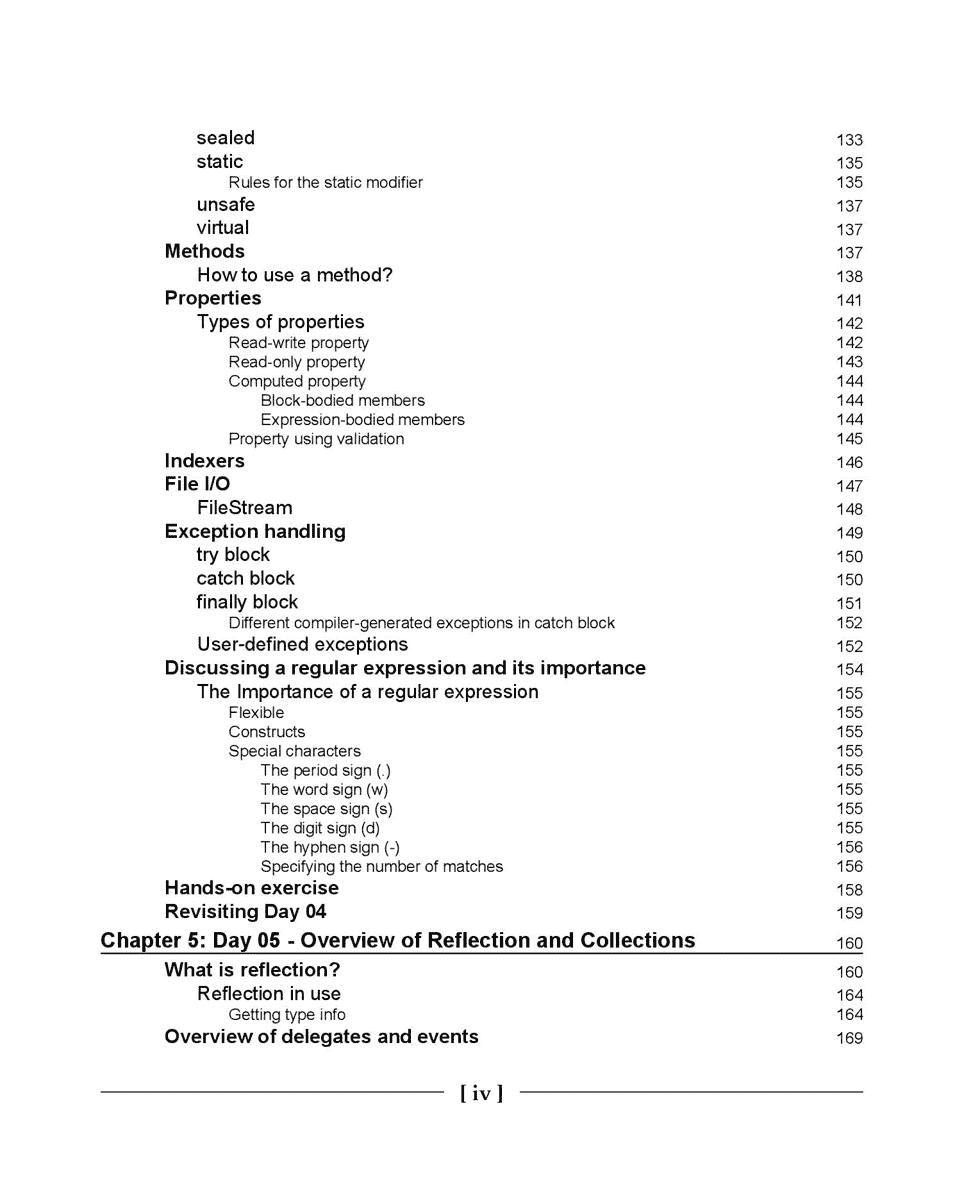 sealed 133
static 135
Rules for the static modifier 135
unsafe 137
virtual 137
Methods 137
How to use a method? 138
Properties 141
Types of properties 142
Read-write property 142
Read-only property 143
Computed property 144
Block-bodied members 144
Expression-bodied members 144
Property using validation 145
Indexers 146
File I/O 147
FileStream 148
Exception handling 149
try block 150
catch block 150
finally block 151
Different compiler-generated exceptions in catch block 152
User-defined exceptions 152
Discussing a regular expression and its importance 154
The Importance of a regular expression 155
Flexible 155
Constructs 155
Special characters 155
The period sign (.) 155
The word sign (w) 155
The space sign (s) 155
The digit sign (d) 155
The hyphen sign (-) 156
Specifying the number of matches 156
Hands-on exercise 158
Revisiting Day 04 159
Chapter 5: Day 05 - Overview of Reflection and Collections 160
What is reflection? 160
Reflection in use 164
Getting type info 164
Overview of delegates and events 169
[ iv ]